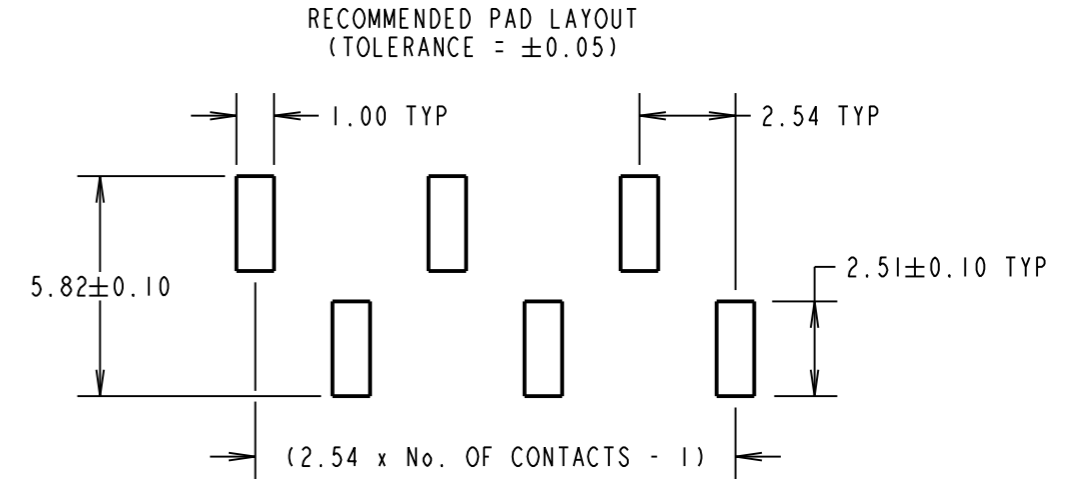 RECOMMENDED PAD LAYOUT
(TOLERANCE = ±0.05)
1.00 TYP
2.54 TYP
5.82±0.10
2.51±0.10 TYP
(2.54 x No. OF CONTACTS - 1)